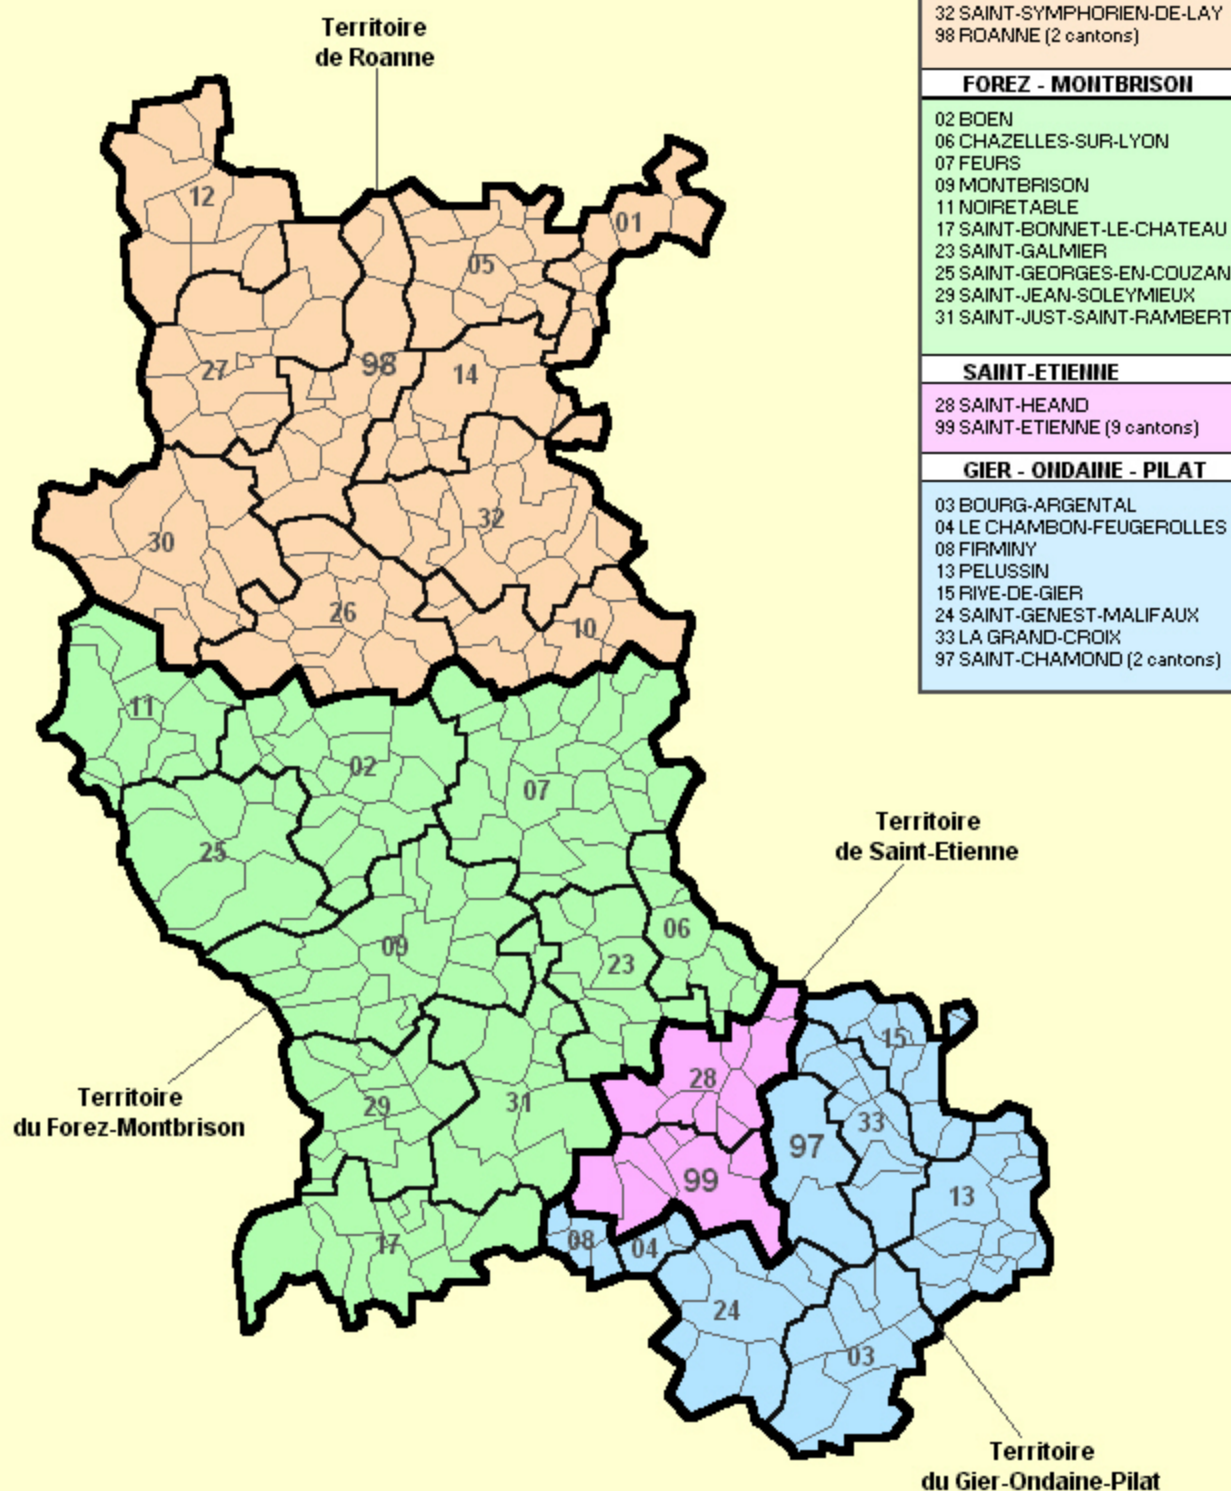 Territoire
de Roanne
32 SAINT-SYMPHORIEN-DE-LAY
98 ROANNE (2 cantons)
FOREZ - MONTBRISON
02 BOEN
06 CHAZELLES-SUR-LYON
07 FEURS
09 MONTBRISON
11 NOIRETABLE
17 SAINT-BONNET-LE-CHATEAU
23 SAINT-GALMIER
25 SAINT-GEORGES-EN-COUZAN
29 SAINT-JEAN-SOLEYMIEUX
31 SAINT-JUST-SAINT-RAMBERT
SAINT-ETIENNE
28 SAINT-HEAND
99 SAINT-ETIENNE (9 cantons)
GIER - ONDAINE - PILAT
03 BOURG-ARGENTAL
04 LE CHAMBON-FEUGEROLLES
08 FIRMINY
13 PELUSSIN
15 RIVE-DE-GIER
24 SAINT-GENEST-MALIFAUX
33 LA GRAND-CROIX
97 SAINT-CHAMOND (2 cantons)
12
01
05
27
98
14
32
30
26
10
11
02
07
25
Territoire
de Saint-Etienne
06
09
23
15
28
31
29
33
Territoire
du Forez-Montbrison
97
99
13
17
08
04
24
03
Territoire
du Gier-Ondaine-Pilat